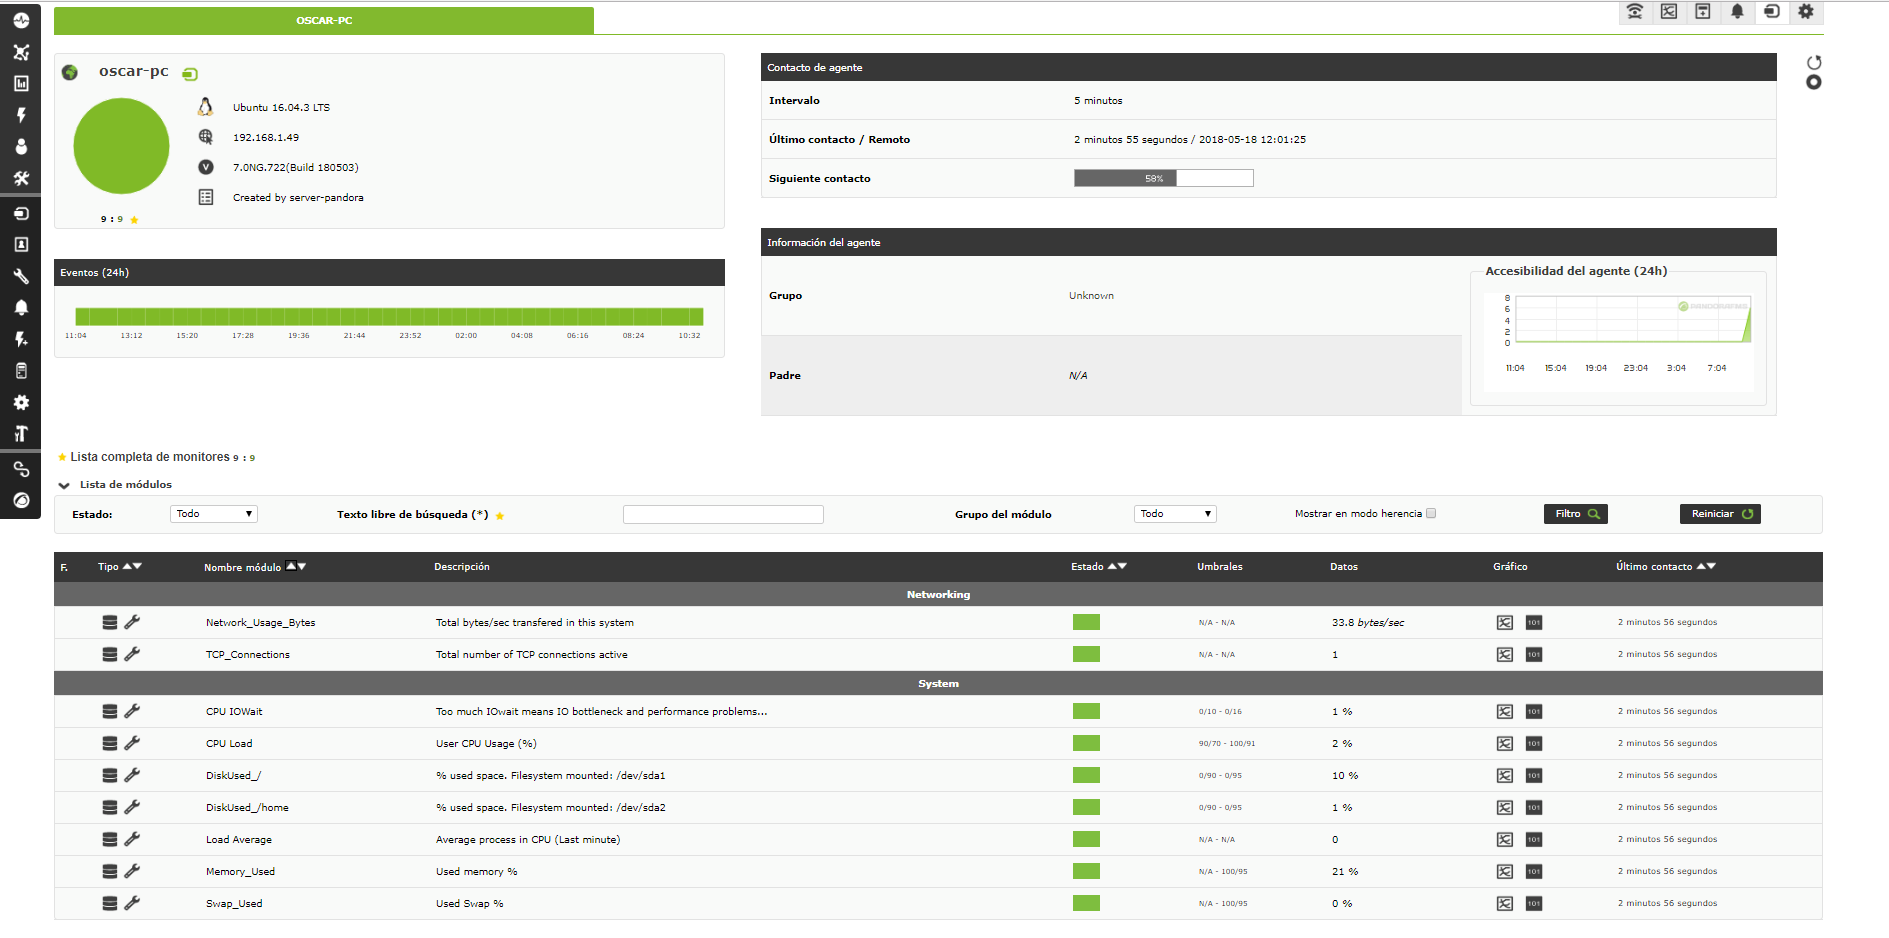 OSCAR-PC
oscar-pc
Ubuntu 16.04.3 LTS
192.168.1.49
7.0NG.722(Build 180503)
Created by server-pandora
9 : 9
Eventos (24h)
11:04 13:12 15:20 17:28 19:36 21:44 23:52 02:00 04:08 06:16 08:24 10:32
Contacto de agente
Intervalo 5 minutos
Último contacto / Remoto 2 minutos 55 segundos / 2018-05-18 12:01:25
Siguiente contacto 58%
Información del agente
Grupo Unknown
Padre N/A
Accesibilidad del agente (24h)
8
6
4
2
0
11:04 15:04 19:04 23:04 3:04 7:04
Lista completa de monitores 9 : 9
Lista de módulos
Estado: Todo Texto libre de búsqueda (*) Grupo del módulo Todo Mostrar en modo herencia Filtro Reiniciar
F. Tipo Nombre módulo Descripción Estado Umbrales Datos Gráfico Último contacto
Networking
Network_Usage_Bytes Total bytes/sec transfered in this system N/A - N/A 33.8 bytes/sec 101 2 minutos 56 segundos
TCP_Connections Total number of TCP connections active N/A - N/A 1 101 2 minutos 56 segundos
System
CPU IOWait Too much IOwait means IO bottleneck and performance problems... 0/10 - 0/16 1 % 101 2 minutos 56 segundos
CPU Load User CPU Usage (%) 90/70 - 100/91 2 % 101 2 minutos 56 segundos
DiskUsed_/ % used space. Filesystem mounted: /dev/sda1 0/90 - 0/95 10 % 101 2 minutos 56 segundos
DiskUsed_/home % used space. Filesystem mounted: /dev/sda2 0/90 - 0/95 1 % 101 2 minutos 56 segundos
Load Average Average process in CPU (Last minute) N/A - N/A 0 101 2 minutos 56 segundos
Memory_Used Used memory % N/A - 100/95 21 % 101 2 minutos 56 segundos
Swap_Used Used Swap % N/A - 100/95 0 % 101 2 minutos 56 segundos